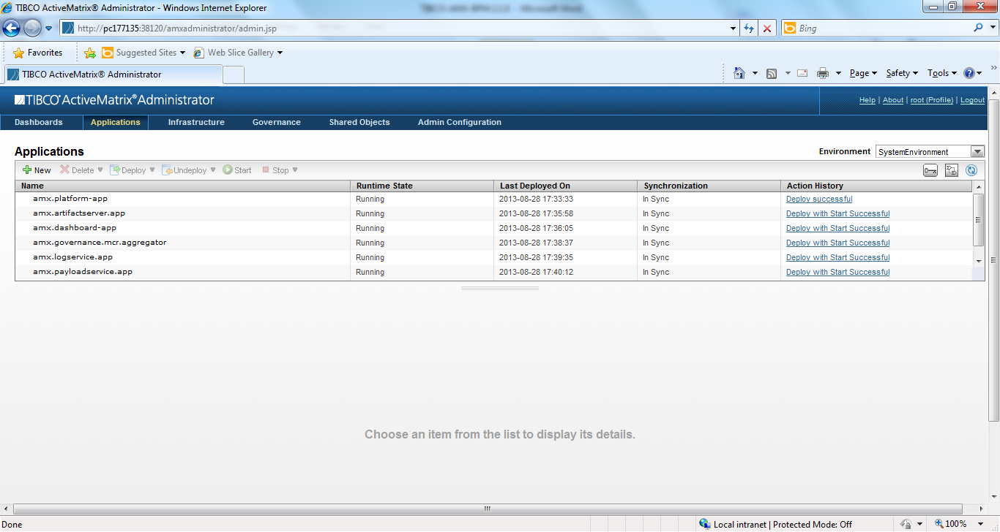 TIBCO ActiveMatrix® Administrator - Windows Internet Explorer
http://pc177135:38120/amxadministrator/admin.jsp
Bing
Favorites Suggested Sites Web Slice Gallery
TIBCO ActiveMatrix® Administrator
Page Safety Tools
TIBCO® ActiveMatrix® Administrator
Help | About | root (Profile) | Logout
Dashboards Applications Infrastructure Governance Shared Objects Admin Configuration
Applications
Environment SystemEnvironment
New Delete Deploy Undeploy Start Stop
Name Runtime State Last Deployed On Synchronization Action History
amx.platform-app Running 2013-08-28 17:33:33 In Sync Deploy successful
amx.artifactserver.app Running 2013-08-28 17:35:58 In Sync Deploy with Start Successful
amx.dashboard-app Running 2013-08-28 17:36:05 In Sync Deploy with Start Successful
amx.governance.mcr.aggregator Running 2013-08-28 17:38:37 In Sync Deploy with Start Successful
amx.logservice.app Running 2013-08-28 17:39:35 In Sync Deploy with Start Successful
amx.payloadservice.app Running 2013-08-28 17:40:12 In Sync Deploy with Start Successful
Choose an item from the list to display its details.
Done
Local intranet | Protected Mode: Off
100%